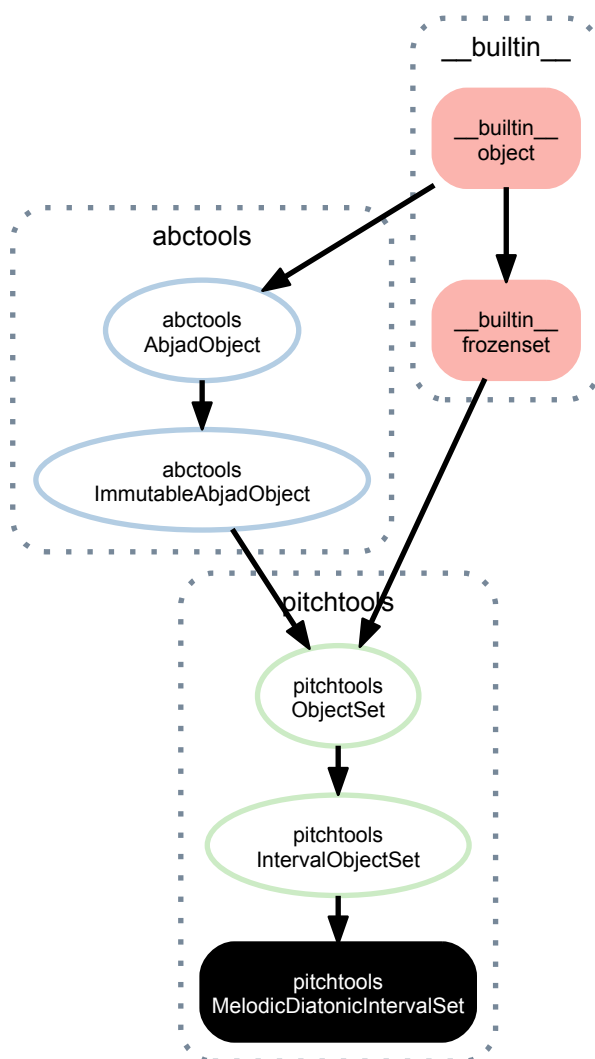 __builtin__
__builtin__
object
abctools
abctools
AbjadObject
__builtin__
frozenset
abctools
ImmutableAbjadObject
pitchtools
pitchtools
ObjectSet
pitchtools
IntervalObjectSet
pitchtools
MelodicDiatonicIntervalSet